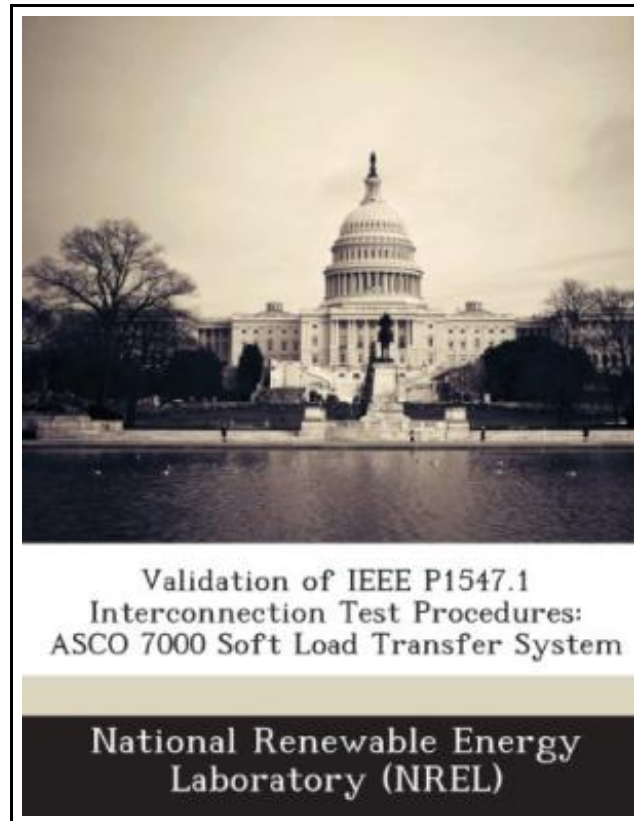 Validation of IEEE P1547.1
Interconnection Test Procedures:
ASCO 7000 Soft Load Transfer System
National Renewable Energy
Laboratory (NREL)